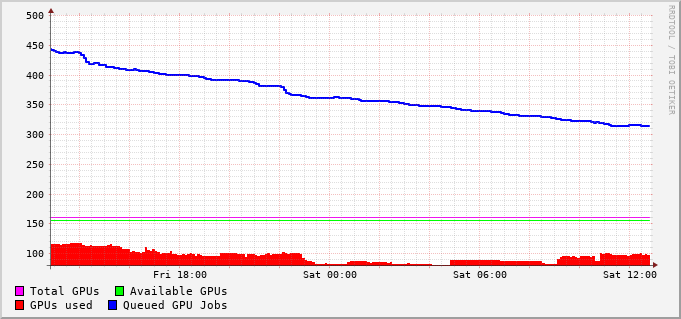 500
450
400
350
300
250
200
150
100
Fri 18:00 Sat 00:00 Sat 06:00 Sat 12:00
Total GPUs Available GPUs
GPUs used Queued GPU Jobs
RRDTOOL / TOBI OETIKER